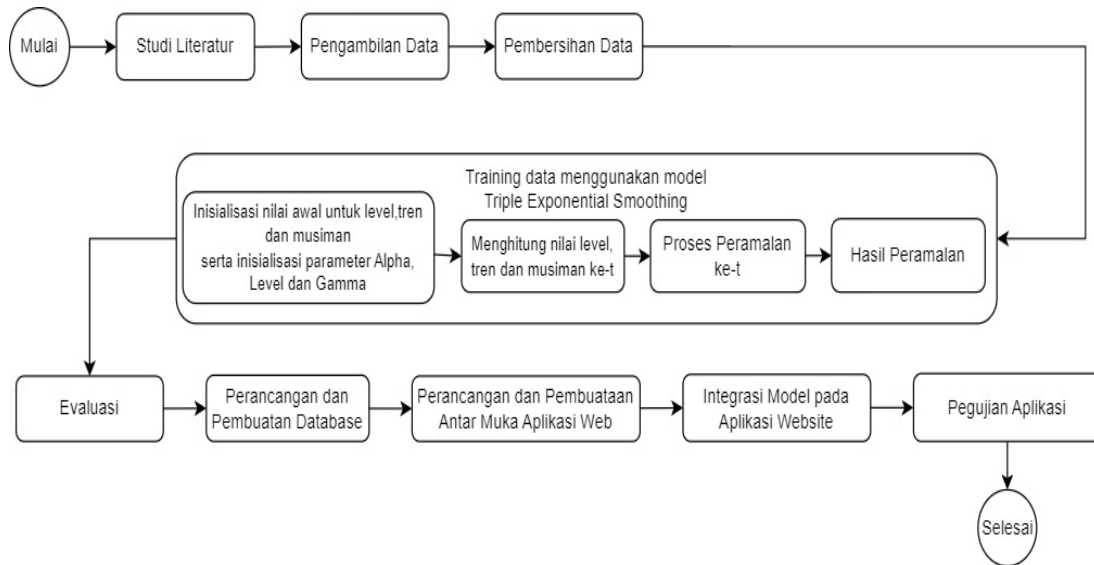 Mulai
Studi Literatur
Pengambilan Data
Pembersihan Data
Training data menggunakan model
Triple Exponential Smoothing
Inisialisasi nilai awal untuk level,tren
dan musiman
serta inisialisasi parameter Alpha,
Level dan Gamma
Menghitung nilai level,
tren dan musiman ke-t
Proses Peramalan
ke-t
Hasil Peramalan
Evaluasi
Perancangan dan
Pembuatan Database
Perancangan dan Pembuataan
Antar Muka Aplikasi Web
Integrasi Model pada
Aplikasi Website
Pegujian Aplikasi
Selesai